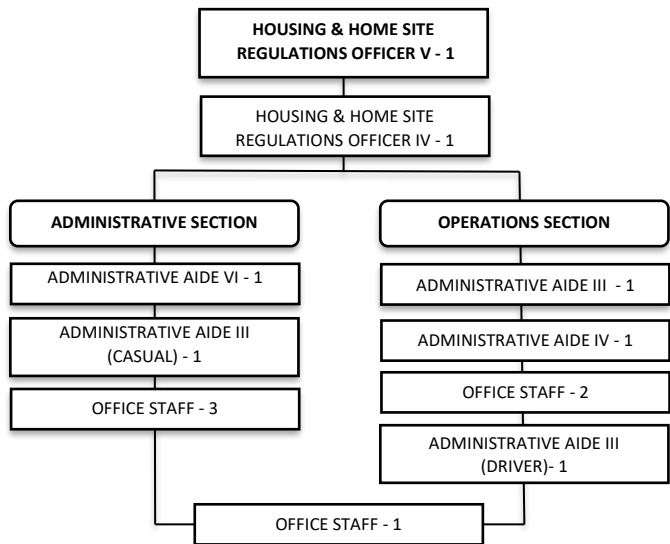 HOUSING & HOME SITE
REGULATIONS OFFICER V - 1
HOUSING & HOME SITE
REGULATIONS OFFICER IV - 1
ADMINISTRATIVE SECTION
ADMINISTRATIVE AIDE VI - 1
ADMINISTRATIVE AIDE III
(CASUAL) - 1
OFFICE STAFF - 3
OPERATIONS SECTION
ADMINISTRATIVE AIDE III - 1
ADMINISTRATIVE AIDE IV - 1
OFFICE STAFF - 2
ADMINISTRATIVE AIDE III
(DRIVER)- 1
OFFICE STAFF - 1